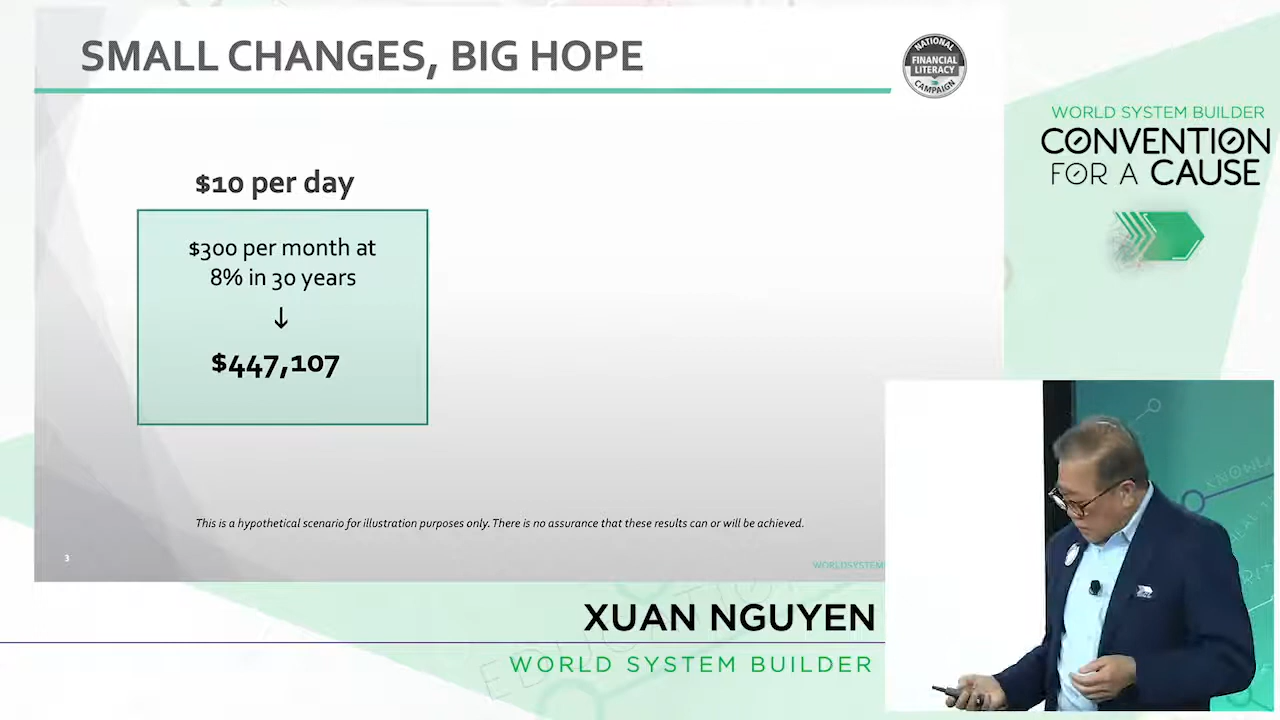 SMALL CHANGES, BIG HOPE
NATIONAL
FINANCIAL
LITERACY
CAMPAIGN
WORLD SYSTEM BUILDER
CONVENTION
FOR A CAUSE
$10 per day
$300 per month at
8% in 30 years
↓
$447,107
This is a hypothetical scenario for illustration purposes only. There is no assurance that these results can or will be achieved.
3
WORLDSYSTEM
XUAN NGUYEN
WORLD SYSTEM BUILDER